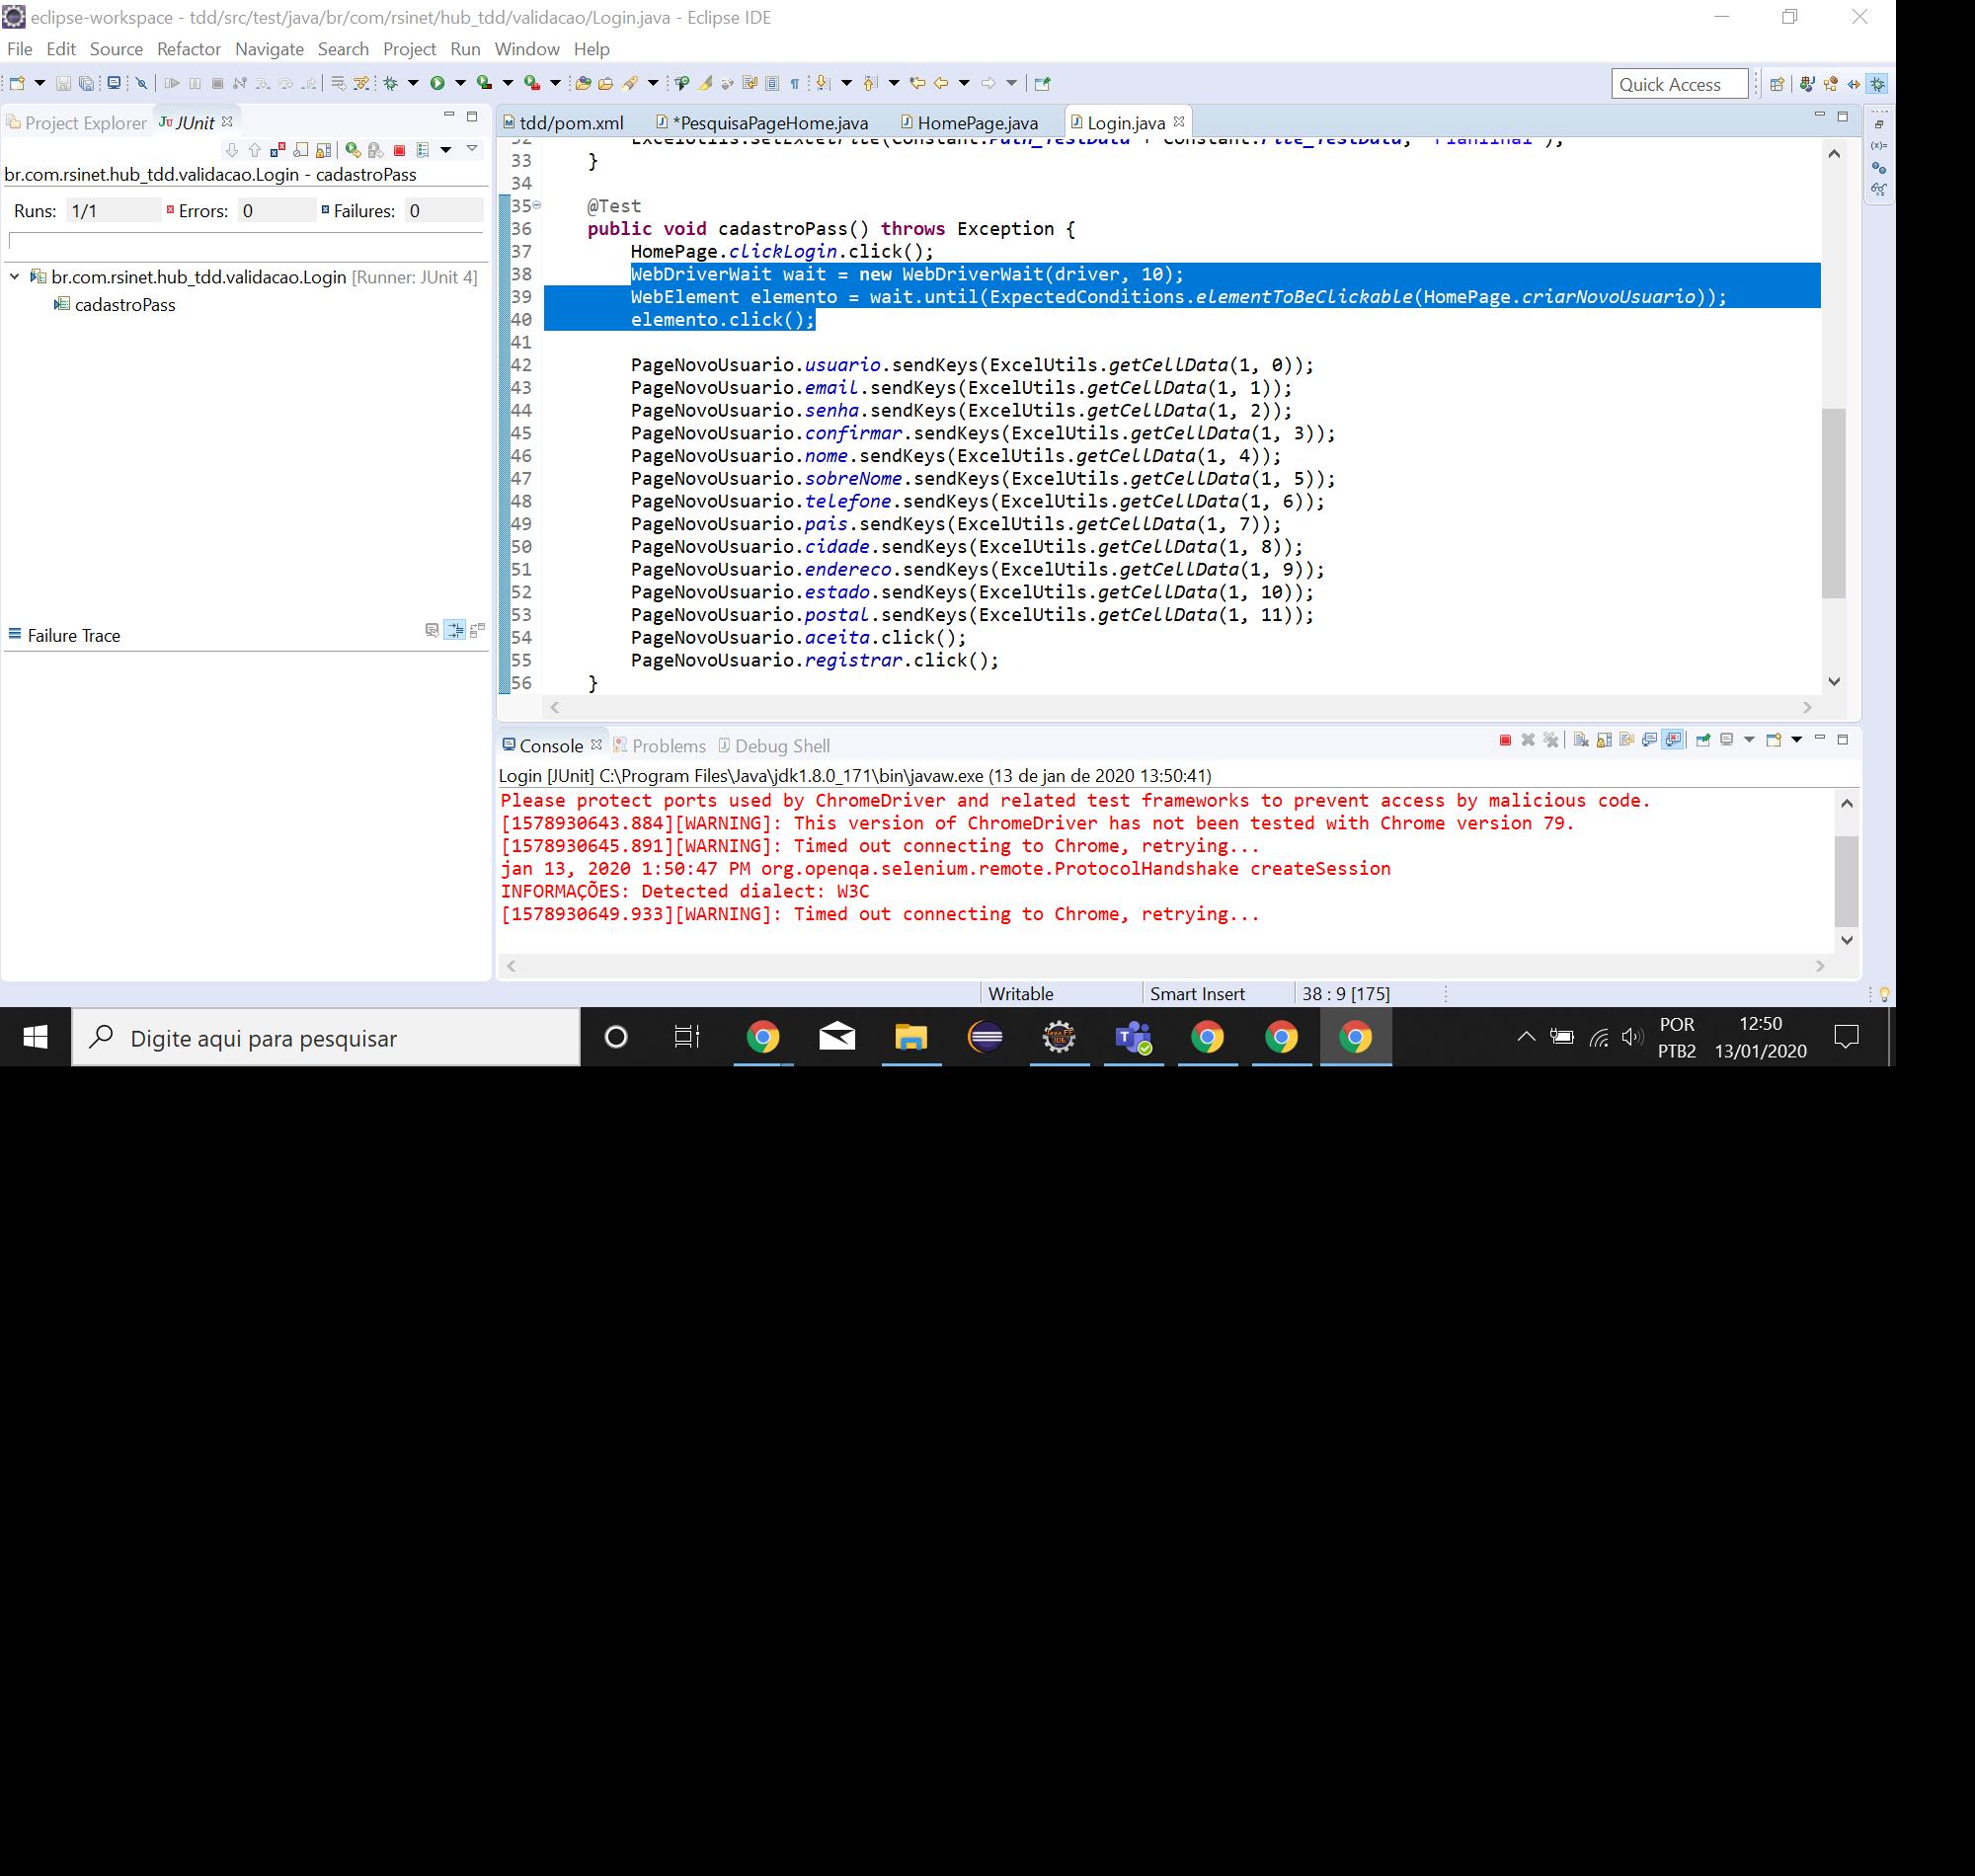 eclipse-workspace - tdd/src/test/java/br/com/rsinet/hub_tdd/validacao/Login.java - Eclipse IDE
File Edit Source Refactor Navigate Search Project Run Window Help
Quick Access
Project Explorer JUnit
tdd/pom.xml *PesquisaPageHome.java HomePage.java Login.java
br.com.rsinet.hub_tdd.validacao.Login - cadastroPass
Runs: 1/1 Errors: 0 Failures: 0
br.com.rsinet.hub_tdd.validacao.Login [Runner: JUnit 4]
cadastroPass
Failure Trace
32 ExcelUtils.setExcelFile(Constant.Path_TestData + Constant.File_TestData, "Planilha1");
33 }
34
35 @Test
36 public void cadastroPass() throws Exception {
37 HomePage.clickLogin.click();
38 WebDriverWait wait = new WebDriverWait(driver, 10);
39 WebElement elemento = wait.until(ExpectedConditions.elementToBeClickable(HomePage.criarNovoUsuario));
40 elemento.click();
41
42 PageNovoUsuario.usuario.sendKeys(ExcelUtils.getCellData(1, 0));
43 PageNovoUsuario.email.sendKeys(ExcelUtils.getCellData(1, 1));
44 PageNovoUsuario.senha.sendKeys(ExcelUtils.getCellData(1, 2));
45 PageNovoUsuario.confirmar.sendKeys(ExcelUtils.getCellData(1, 3));
46 PageNovoUsuario.nome.sendKeys(ExcelUtils.getCellData(1, 4));
47 PageNovoUsuario.sobreNome.sendKeys(ExcelUtils.getCellData(1, 5));
48 PageNovoUsuario.telefone.sendKeys(ExcelUtils.getCellData(1, 6));
49 PageNovoUsuario.pais.sendKeys(ExcelUtils.getCellData(1, 7));
50 PageNovoUsuario.cidade.sendKeys(ExcelUtils.getCellData(1, 8));
51 PageNovoUsuario.endereco.sendKeys(ExcelUtils.getCellData(1, 9));
52 PageNovoUsuario.estado.sendKeys(ExcelUtils.getCellData(1, 10));
53 PageNovoUsuario.postal.sendKeys(ExcelUtils.getCellData(1, 11));
54 PageNovoUsuario.aceita.click();
55 PageNovoUsuario.registrar.click();
56 }
Console Problems Debug Shell
Login [JUnit] C:\Program Files\Java\jdk1.8.0_171\bin\javaw.exe (13 de jan de 2020 13:50:41)
Please protect ports used by ChromeDriver and related test frameworks to prevent access by malicious code.
[1578930643.884][WARNING]: This version of ChromeDriver has not been tested with Chrome version 79.
[1578930645.891][WARNING]: Timed out connecting to Chrome, retrying...
jan 13, 2020 1:50:47 PM org.openqa.selenium.remote.ProtocolHandshake createSession
INFORMAÇÕES: Detected dialect: W3C
[1578930649.933][WARNING]: Timed out connecting to Chrome, retrying...
Writable Smart Insert 38 : 9 [175]
Digite aqui para pesquisar
POR 12:50
PTB2 13/01/2020